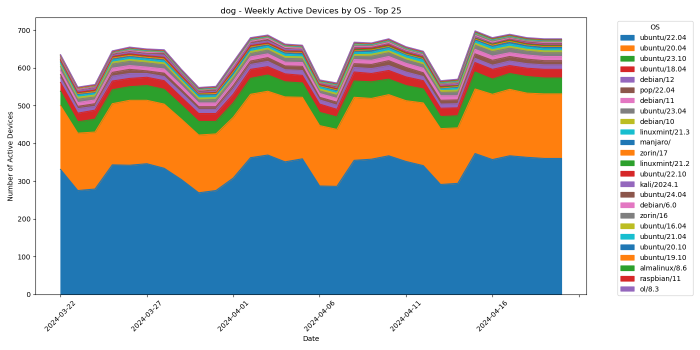 dog - Weekly Active Devices by OS - Top 25
Number of Active Devices
700
600
500
400
300
200
100
0
2024-03-22
2024-03-27
2024-04-01
2024-04-06
2024-04-11
2024-04-16
Date
OS
ubuntu/22.04
ubuntu/20.04
ubuntu/23.10
ubuntu/18.04
debian/12
pop/22.04
debian/11
ubuntu/23.04
debian/10
linuxmint/21.3
manjaro/
zorin/17
linuxmint/21.2
ubuntu/22.10
kali/2024.1
ubuntu/24.04
debian/6.0
zorin/16
ubuntu/16.04
ubuntu/21.04
ubuntu/20.10
ubuntu/19.10
almalinux/8.6
raspbian/11
ol/8.3